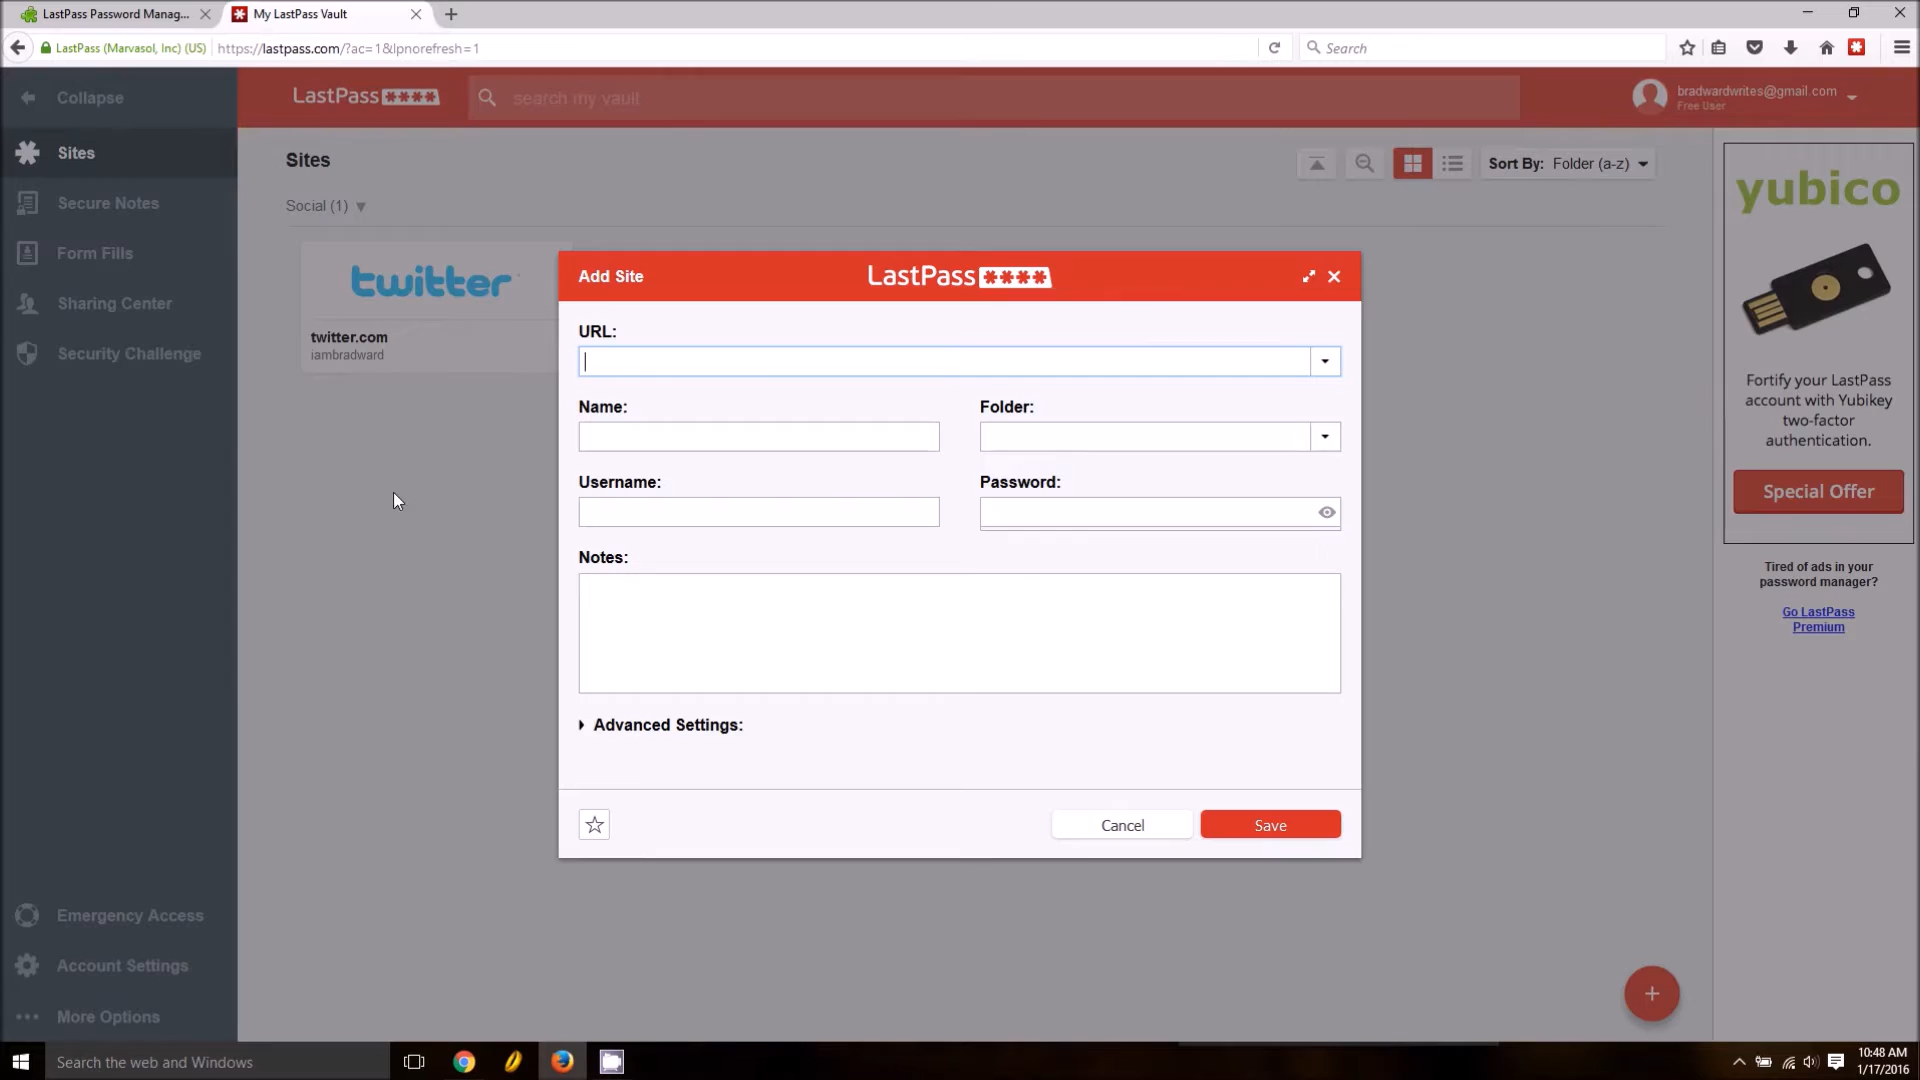 LastPass Password Manag...
My LastPass Vault
LastPass (Marvasol, Inc) (US)
https://lastpass.com/?ac=1&lpnorefresh=1
Search
Collapse
LastPass
search my vault
bradwardwrites@gmail.com
Free User
Sites
Secure Notes
Form Fills
Sharing Center
Security Challenge
Emergency Access
Account Settings
More Options
Sites
Sort By: Folder (a-z)
Social (1)
twitter
twitter.com
iambradward
Add Site
LastPass
URL:
Name:
Folder:
Username:
Password:
Notes:
Advanced Settings:
Cancel
Save
yubico
Fortify your LastPass
account with Yubikey
two-factor
authentication.
Special Offer
Tired of ads in your
password manager?
Go LastPass
Premium
Search the web and Windows
10:48 AM
1/17/2016